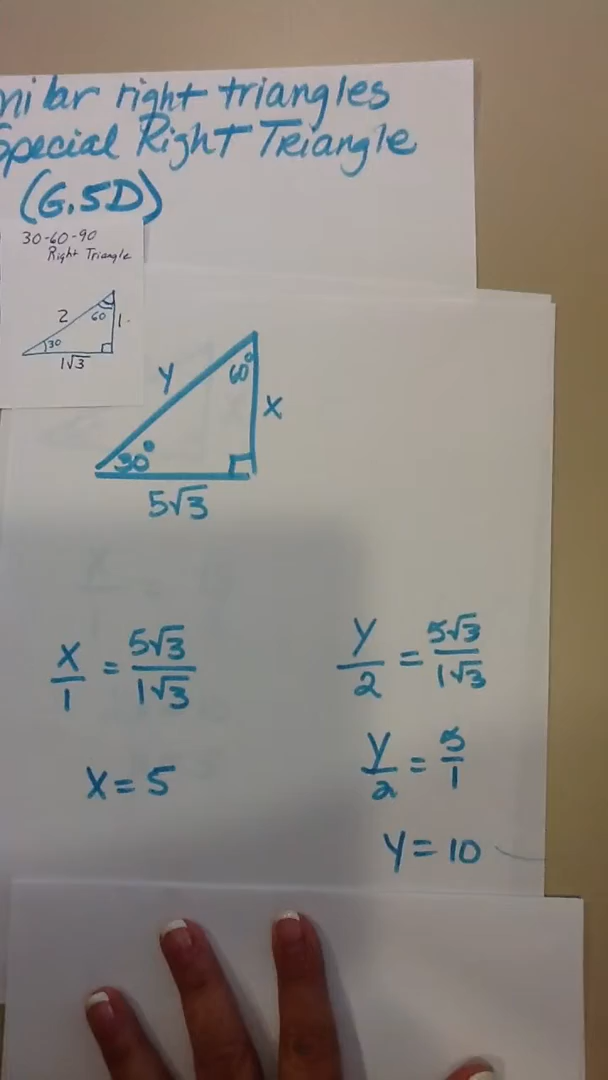 right triangles
Special Right Triangle
(G.5D)
30-60-90
Right Triangle
2
60
1
30
1√3
y
60°
x
30°
5√3
x/1 = 5√3/1√3
x = 5
y/2 = 5√3/1√3
y/2 = 5/1
y = 10